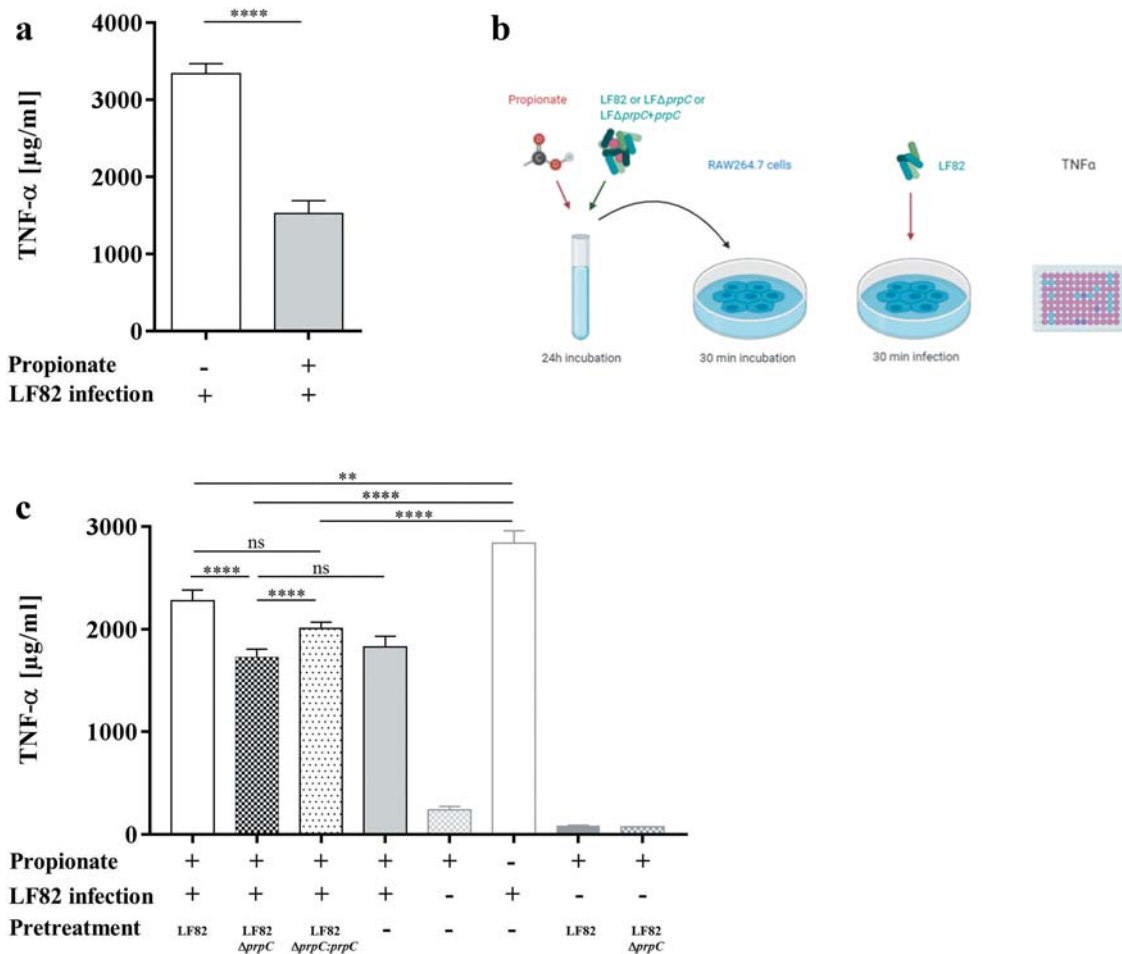 a
****
TNF-α [µg/ml]
4000
3000
2000
1000
0
Propionate - +
LF82 infection + +
b
Propionate
LF82 or LFΔprpC or
LFΔprpC+prpC
RAW264.7 cells
LF82
TNFα
C
24h incubation
30 min incubation
30 min infection
c
**
****
****
ns
ns
****
****
TNF-α [µg/ml]
3000
2000
1000
0
Propionate + + + + + - + +
LF82 infection + + + + - + - -
Pretreatment LF82 LF82 LF82 - - - LF82 LF82
ΔprpC ΔprpC:prpC ΔprpC